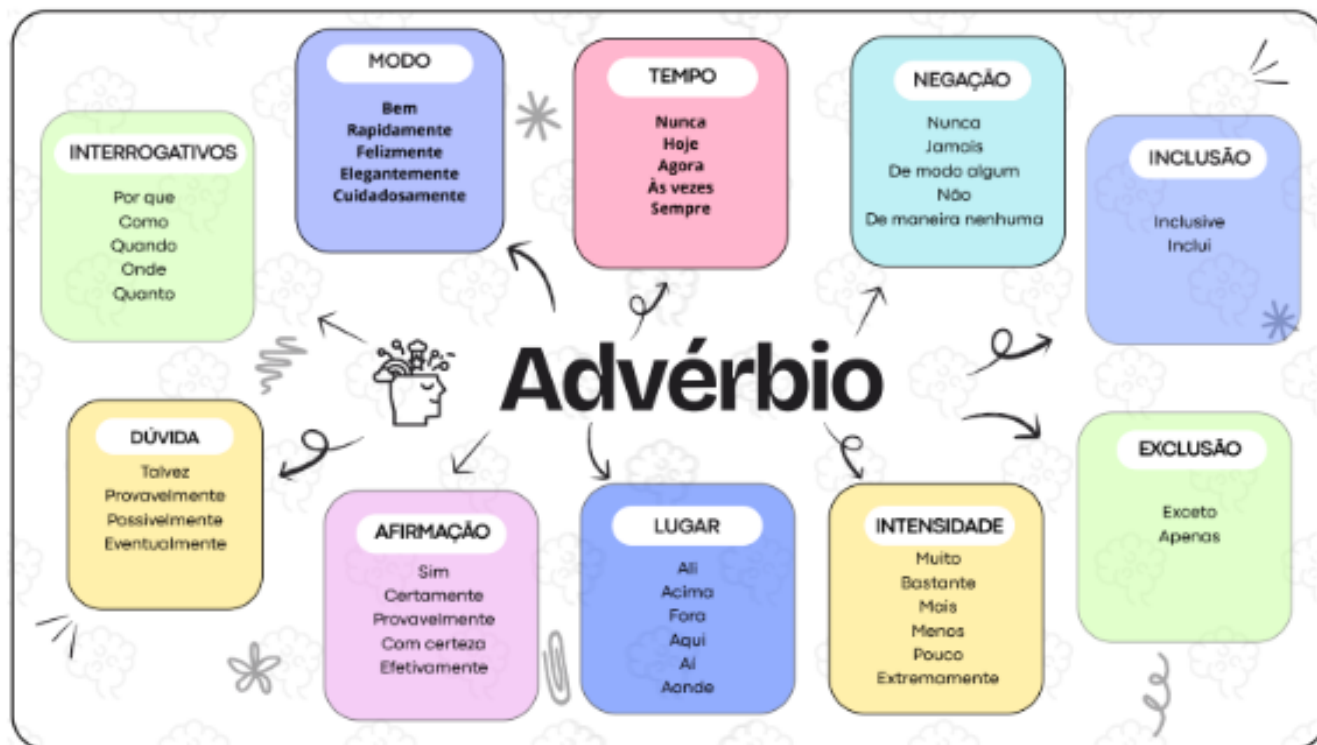 MODO
Bem
Rapidamente
Felizmente
Elegantemente
Cuidadosamente
TEMPO
Nunca
Hoje
Agora
Às vezes
Sempre
NEGAÇÃO
Nunca
Jamais
De modo algum
Não
De maneira nenhuma
INTERROGATIVOS
Por que
Como
Quando
Onde
Quanto
INCLUSÃO
Inclusive
Inclui
Advérbio
DÚVIDA
Talvez
Provavelmente
Possivelmente
Eventualmente
AFIRMAÇÃO
Sim
Certamente
Provavelmente
Com certeza
Efetivamente
LUGAR
Ali
Acima
Fora
Aqui
Aí
Aonde
INTENSIDADE
Muito
Bastante
Mais
Menos
Pouco
Extremamente
EXCLUSÃO
Exceto
Apenas